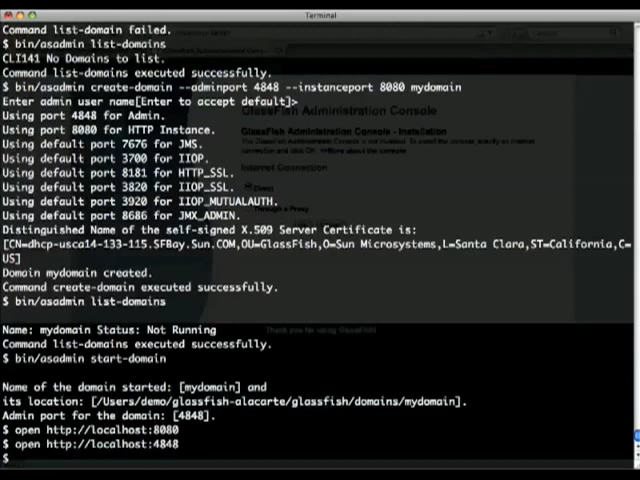 Terminal
Command list-domain failed.
$ bin/asadmin list-domains
CLI141 No Domains to list.
Command list-domains executed successfully.
$ bin/asadmin create-domain --adminport 4848 --instanceport 8080 mydomain
Enter admin user name[Enter to accept default]>
GlassFish Administration Console
Using port 4848 for Admin.
Using port 8080 for HTTP Instance.
GlassFish Administration Console - Installation
Using default port 7676 for JMS.
Using default port 3700 for IIOP.
Internet Connection
Using default port 8181 for HTTP_SSL.
Using default port 3820 for IIOP_SSL.
Direct
Using default port 3920 for IIOP_MUTUALAUTH.
Through a Proxy
Using default port 8686 for JMX_ADMIN.
Distinguished Name of the self-signed X.509 Server Certificate is:
[CN=dhcp-usca14-133-115.SFBay.Sun.COM,OU=GlassFish,O=Sun Microsystems,L=Santa Clara,ST=California,C=
US]
Domain mydomain created.
Command create-domain executed successfully.
$ bin/asadmin list-domains
Name: mydomain Status: Not Running
Thank you for using GlassFish!
Command list-domains executed successfully.
$ bin/asadmin start-domain
Name of the domain started: [mydomain] and
its location: [/Users/demo/glassfish-alacarte/glassfish/domains/mydomain].
Admin port for the domain: [4848].
$ open http://localhost:8080
$ open http://localhost:4848
$